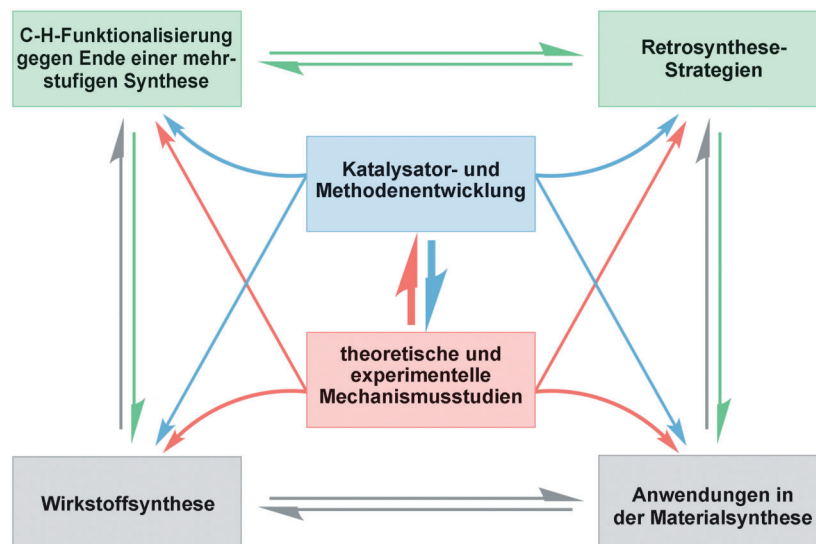 C-H-Funktionalisierung
gegen Ende einer mehr-
stufigen Synthese
Retrosynthese-
Strategien
Katalysator- und
Methodenentwicklung
theoretische und
experimentelle
Mechanismusstudien
Wirkstoffsynthese
Anwendungen in
der Materialsynthese